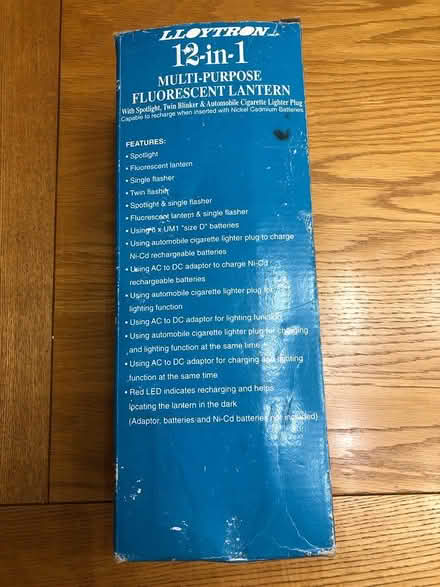 LLOYTRON
12-in-1
MULTI-PURPOSE
FLUORESCENT LANTERN
With Spotlight, Twin Blinker & Automobile Cigarette Lighter Plug
Capable to recharge when inserted with Nickel Cadmium Batteries
FEATURES:
• Spotlight
• Fluorescent lantern
• Single flasher
• Twin flasher
• Spotlight & single flasher
• Fluorescent lantern & single flasher
• Using x UM1 "size D" batteries
• Using automobile cigarette lighter plug to charge
Ni-Cd rechargeable batteries
• Using AC to DC adaptor to charge Ni-Cd
rechargeable batteries
• Using automobile cigarette lighter plug for
lighting function
• Using AC to DC adaptor for lighting function
• Using automobile cigarette lighter plug for charging
and lighting function at the same time
• Using AC to DC adaptor for charging and lighting
function at the same time
• Red LED indicates recharging and helps
locating the lantern in the dark
(Adaptor, batteries and Ni-Cd batteries not included)